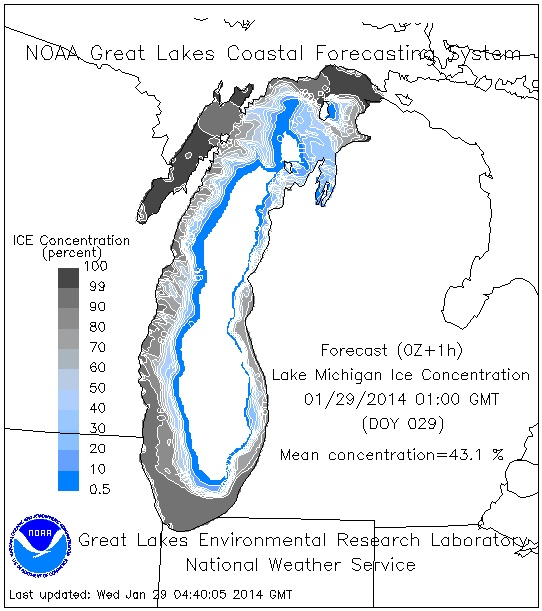 NOAA Great Lakes Coastal Forecasting System
ICE Concentration
(percent)
100
99
90
80
70
60
50
40
30
20
10
0.5
Forecast (0Z+1h)
Lake Michigan Ice Concentration
01/29/2014 01:00 GMT
(DOY 029)
Mean concentration=43.1 %
NOAA
Great Lakes Environmental Research Laboratory
National Weather Service
Last updated: Wed Jan 29 04:40:05 2014 GMT